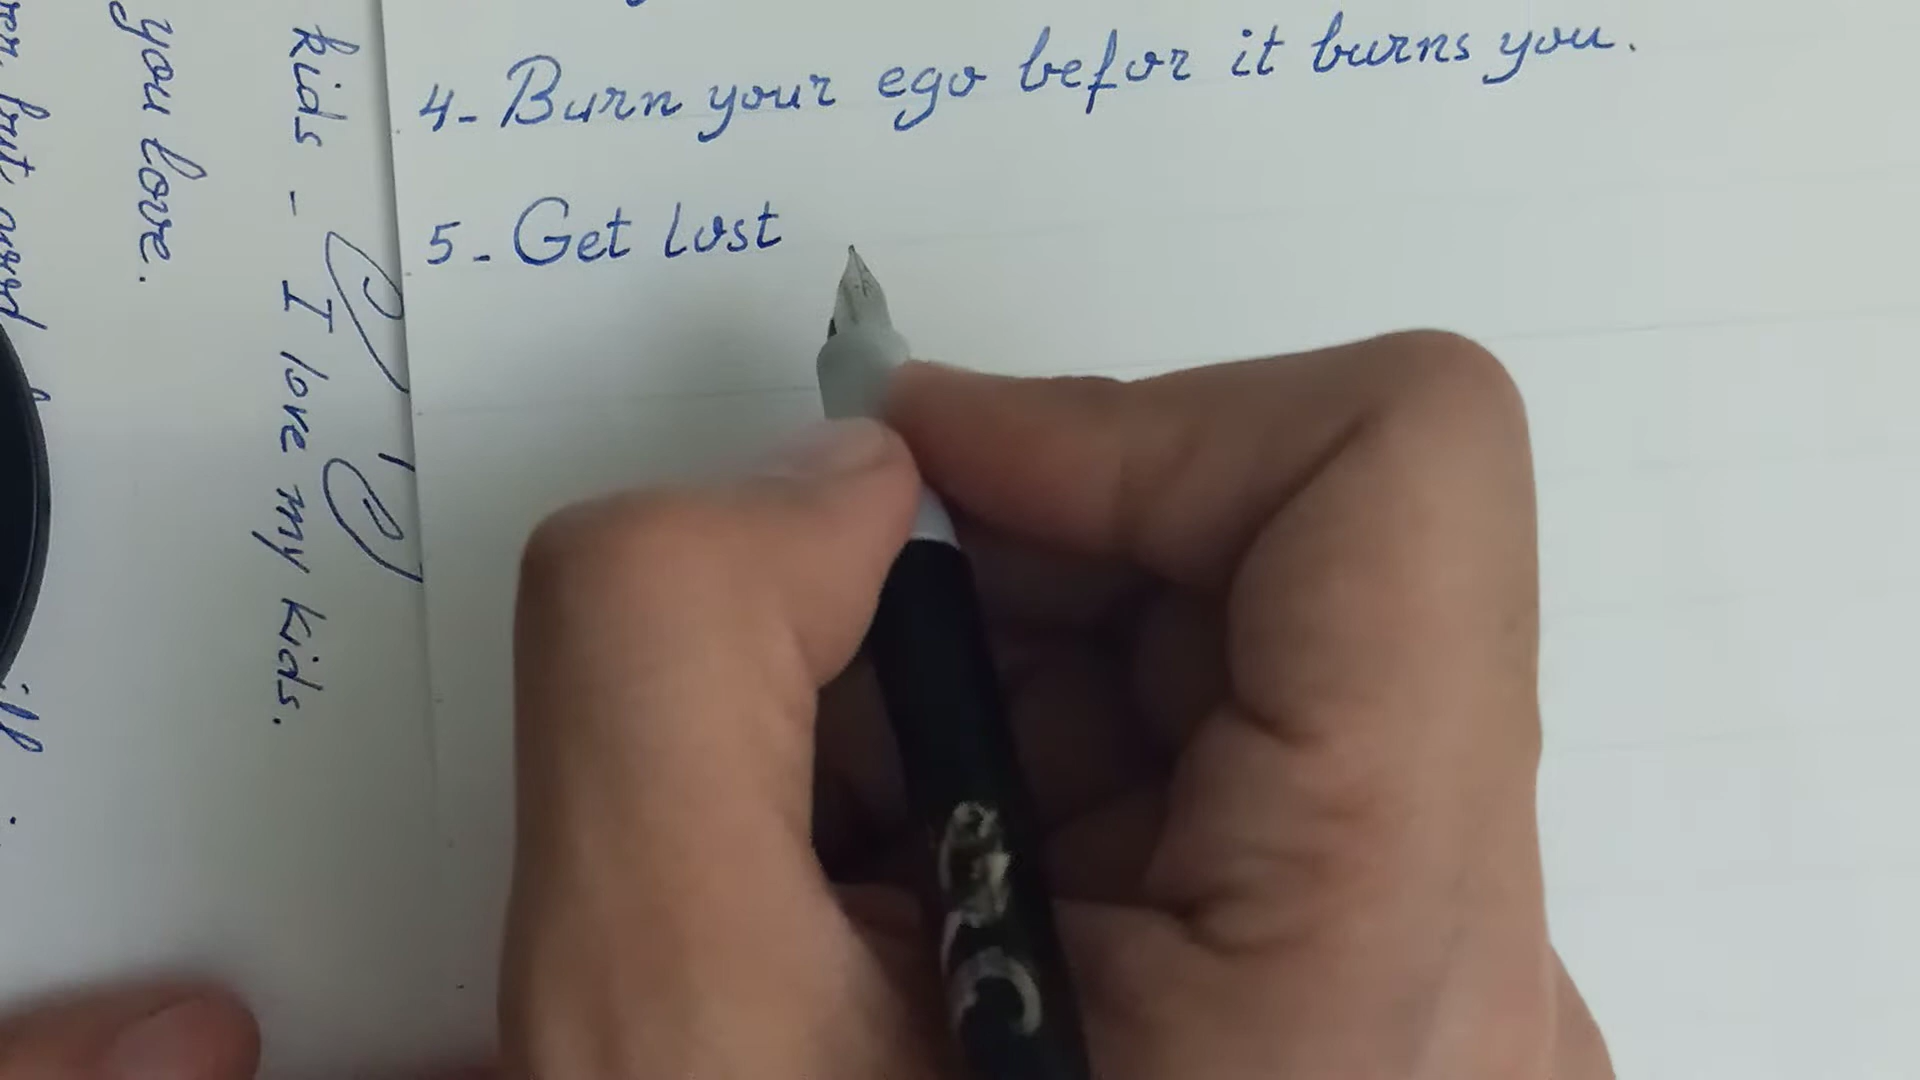 4- Burn your ego befor it burns you.
5- Get lost
kids - I love my kids.
you love.